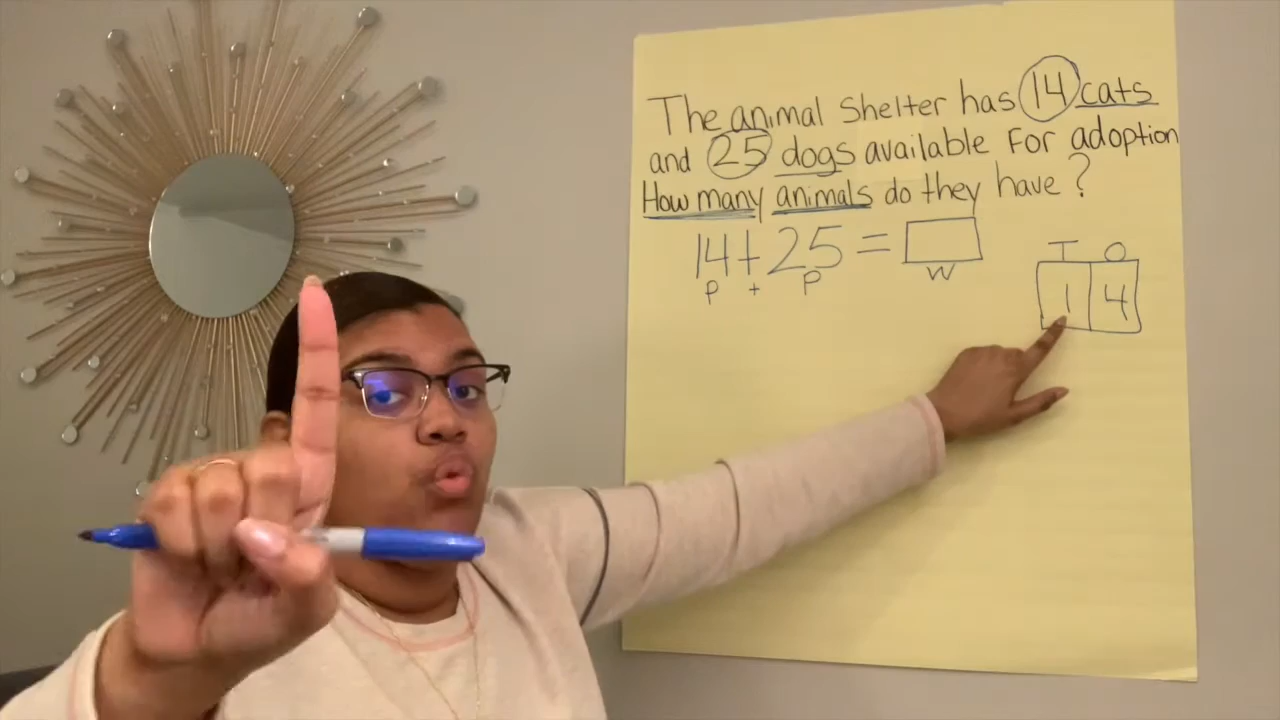 The animal shelter has 14 cats
and 25 dogs available For adoption
How many animals do they have?
14 + 25 =
P + P W
T O
1 4